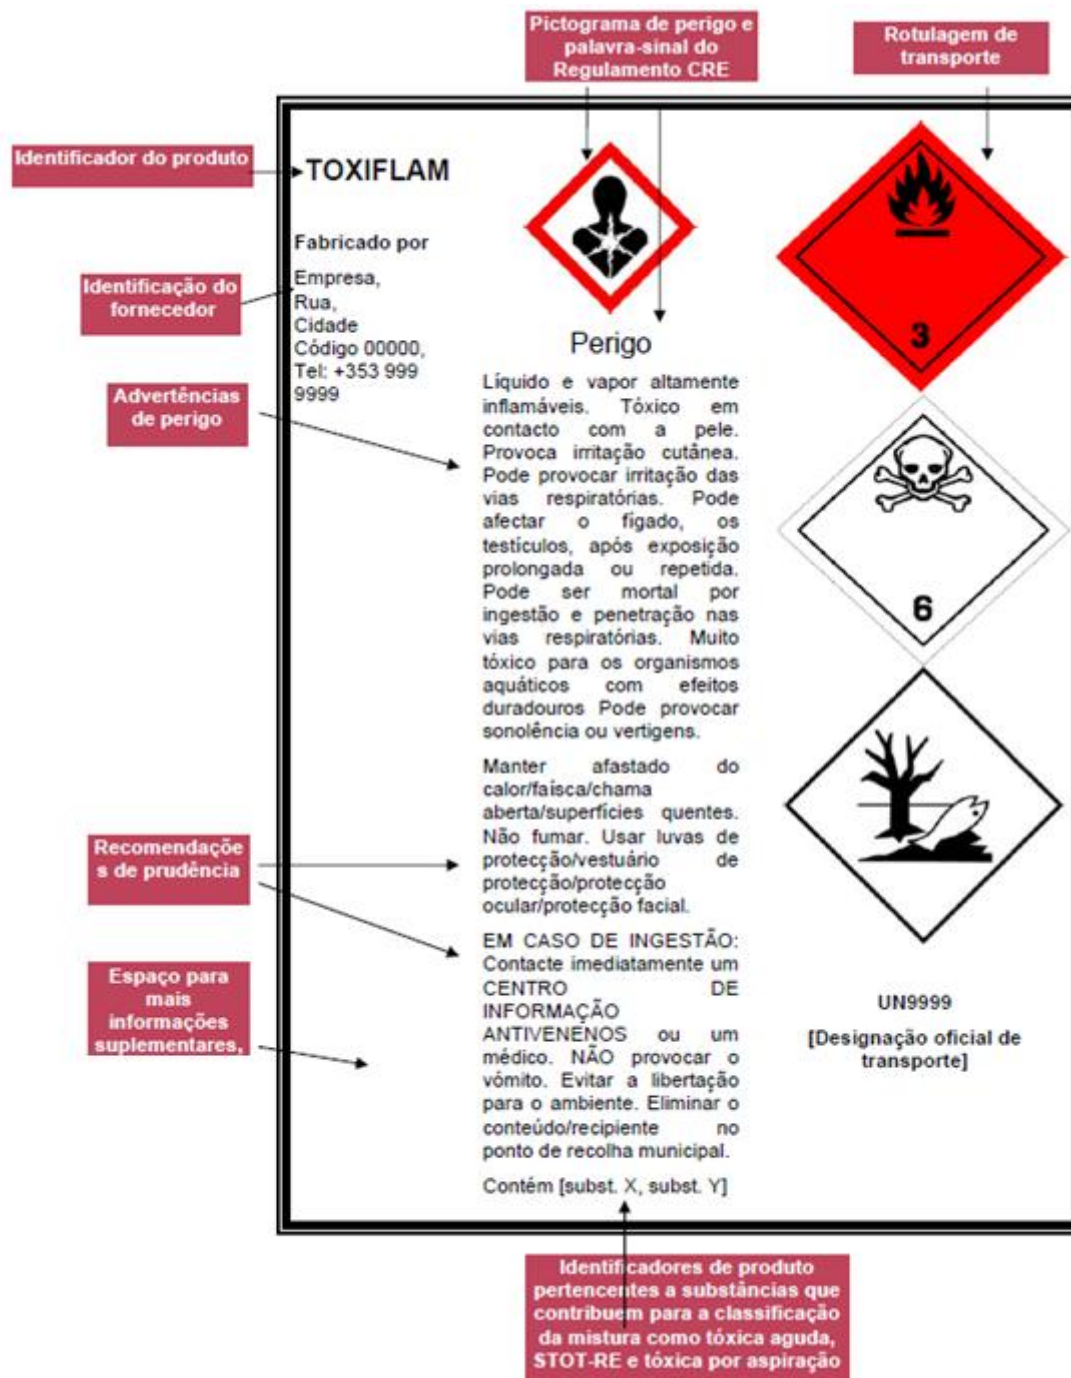 Pictograma de perigo e
palavra-sinal do
Regulamento CRE
Rotulagem de
transporte
Identificador do produto
TOXIFLAM
Fabricado por
Identificação do
fornecedor
Empresa,
Rua,
Cidade
Código 00000,
Tel: +353 999
9999
Advertências
de perigo
Perigo
Líquido e vapor altamente
inflamáveis. Tóxico em
contacto com a pele.
Provoca irritação cutânea.
Pode provocar irritação das
vias respiratórias. Pode
afectar o fígado, os
testículos, após exposição
prolongada ou repetida.
Pode ser mortal por
ingestão e penetração nas
vias respiratórias. Muito
tóxico para os organismos
aquáticos com efeitos
duradouros Pode provocar
sonolência ou vertigens.
Manter afastado do
calor/faísca/chama
aberta/superfícies quentes.
Não fumar. Usar luvas de
protecção/vestuário de
protecção/protecção
ocular/protecção facial.
Recomendaçõe
s de prudência
EM CASO DE INGESTÃO:
Contacte imediatamente um
CENTRO DE
INFORMAÇÃO
ANTIVENENOS ou um
médico. NÃO provocar o
vómito. Evitar a libertação
para o ambiente. Eliminar o
conteúdo/recipiente no
ponto de recolha municipal.
Contém [subst. X, subst. Y]
Espaço para
mais
informações
suplementares,
3
6
UN9999
[Designação oficial de
transporte]
Identificadores de produto
pertencentes a substâncias que
contribuem para a classificação
da mistura como tóxica aguda,
STOT-RE e tóxica por aspiração